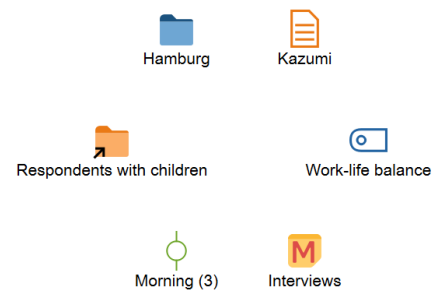 Hamburg
Kazumi
Respondents with children
Work-life balance
Morning (3)
M
Interviews